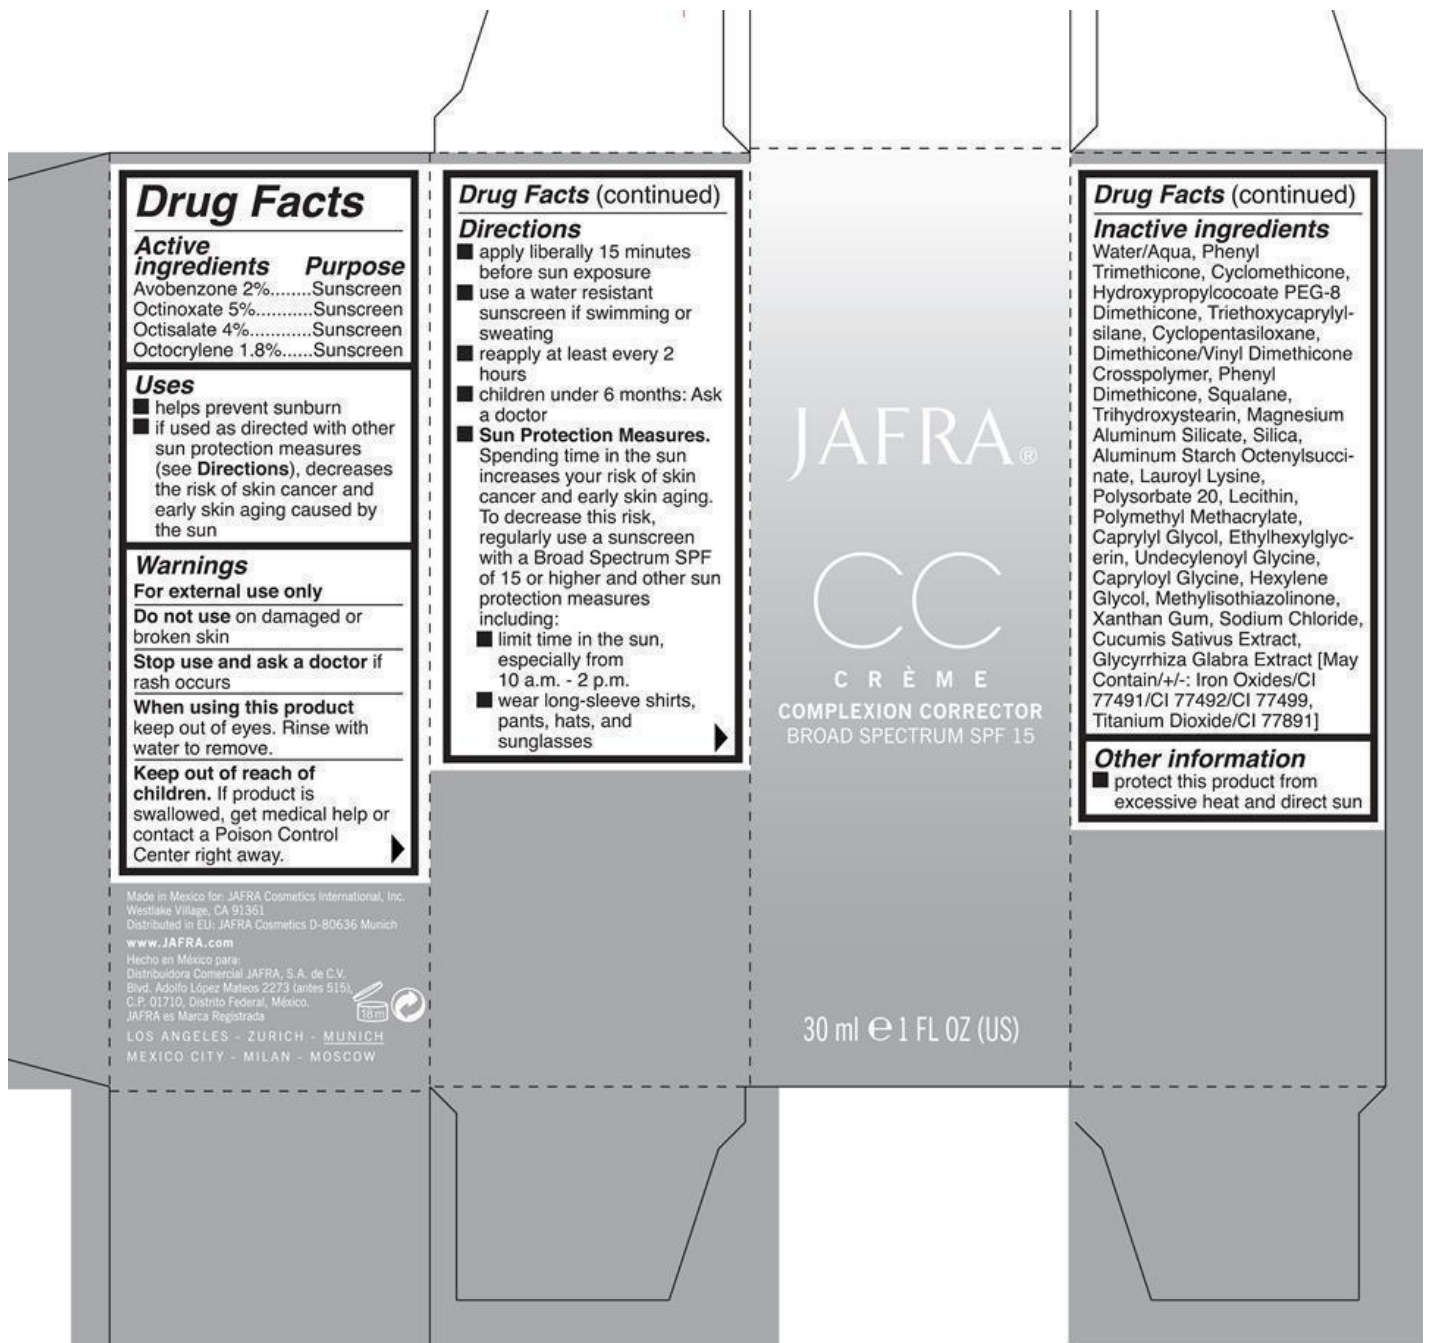 Drug Facts
Active
ingredients Purpose
Avobenzone 2%........Sunscreen
Octinoxate 5%...........Sunscreen
Octisalate 4%............Sunscreen
Octocrylene 1.8%......Sunscreen
Uses
■ helps prevent sunburn
■ if used as directed with other
sun protection measures
(see Directions), decreases
the risk of skin cancer and
early skin aging caused by
the sun
Warnings
For external use only
Do not use on damaged or
broken skin
Stop use and ask a doctor if
rash occurs
When using this product
keep out of eyes. Rinse with
water to remove.
Keep out of reach of
children. If product is
swallowed, get medical help or
contact a Poison Control
Center right away.
Made in Mexico for: JAFRA Cosmetics International, Inc.
Westlake Village, CA 91361
Distributed in EU: JAFRA Cosmetics D-80636 Munich
www.JAFRA.com
Hecho en México para:
Distribuidora Comercial JAFRA, S.A. de C.V.
Blvd. Adolfo López Mateos 2273 (antes 515),
C.P. 01710, Distrito Federal, México.
JAFRA es Marca Registrada
18m
LOS ANGELES - ZURICH - MUNICH
MEXICO CITY - MILAN - MOSCOW
Drug Facts (continued)
Directions
■ apply liberally 15 minutes
before sun exposure
■ use a water resistant
sunscreen if swimming or
sweating
■ reapply at least every 2
hours
■ children under 6 months: Ask
a doctor
■ Sun Protection Measures.
Spending time in the sun
increases your risk of skin
cancer and early skin aging.
To decrease this risk,
regularly use a sunscreen
with a Broad Spectrum SPF
of 15 or higher and other sun
protection measures
including:
■ limit time in the sun,
especially from
10 a.m. - 2 p.m.
■ wear long-sleeve shirts,
pants, hats, and
sunglasses
JAFRA®
CC
CRÈME
COMPLEXION CORRECTOR
BROAD SPECTRUM SPF 15
30 ml ℮ 1 FL OZ (US)
Drug Facts (continued)
Inactive ingredients
Water/Aqua, Phenyl
Trimethicone, Cyclomethicone,
Hydroxypropylcocoate PEG-8
Dimethicone, Triethoxycaprylyl-
silane, Cyclopentasiloxane,
Dimethicone/Vinyl Dimethicone
Crosspolymer, Phenyl
Dimethicone, Squalane,
Trihydroxystearin, Magnesium
Aluminum Silicate, Silica,
Aluminum Starch Octenylsucci-
nate, Lauroyl Lysine,
Polysorbate 20, Lecithin,
Polymethyl Methacrylate,
Caprylyl Glycol, Ethylhexylglyc-
erin, Undecylenoyl Glycine,
Capryloyl Glycine, Hexylene
Glycol, Methylisothiazolinone,
Xanthan Gum, Sodium Chloride,
Cucumis Sativus Extract,
Glycyrrhiza Glabra Extract [May
Contain/+/-: Iron Oxides/CI
77491/CI 77492/CI 77499,
Titanium Dioxide/CI 77891]
Other information
■ protect this product from
excessive heat and direct sun